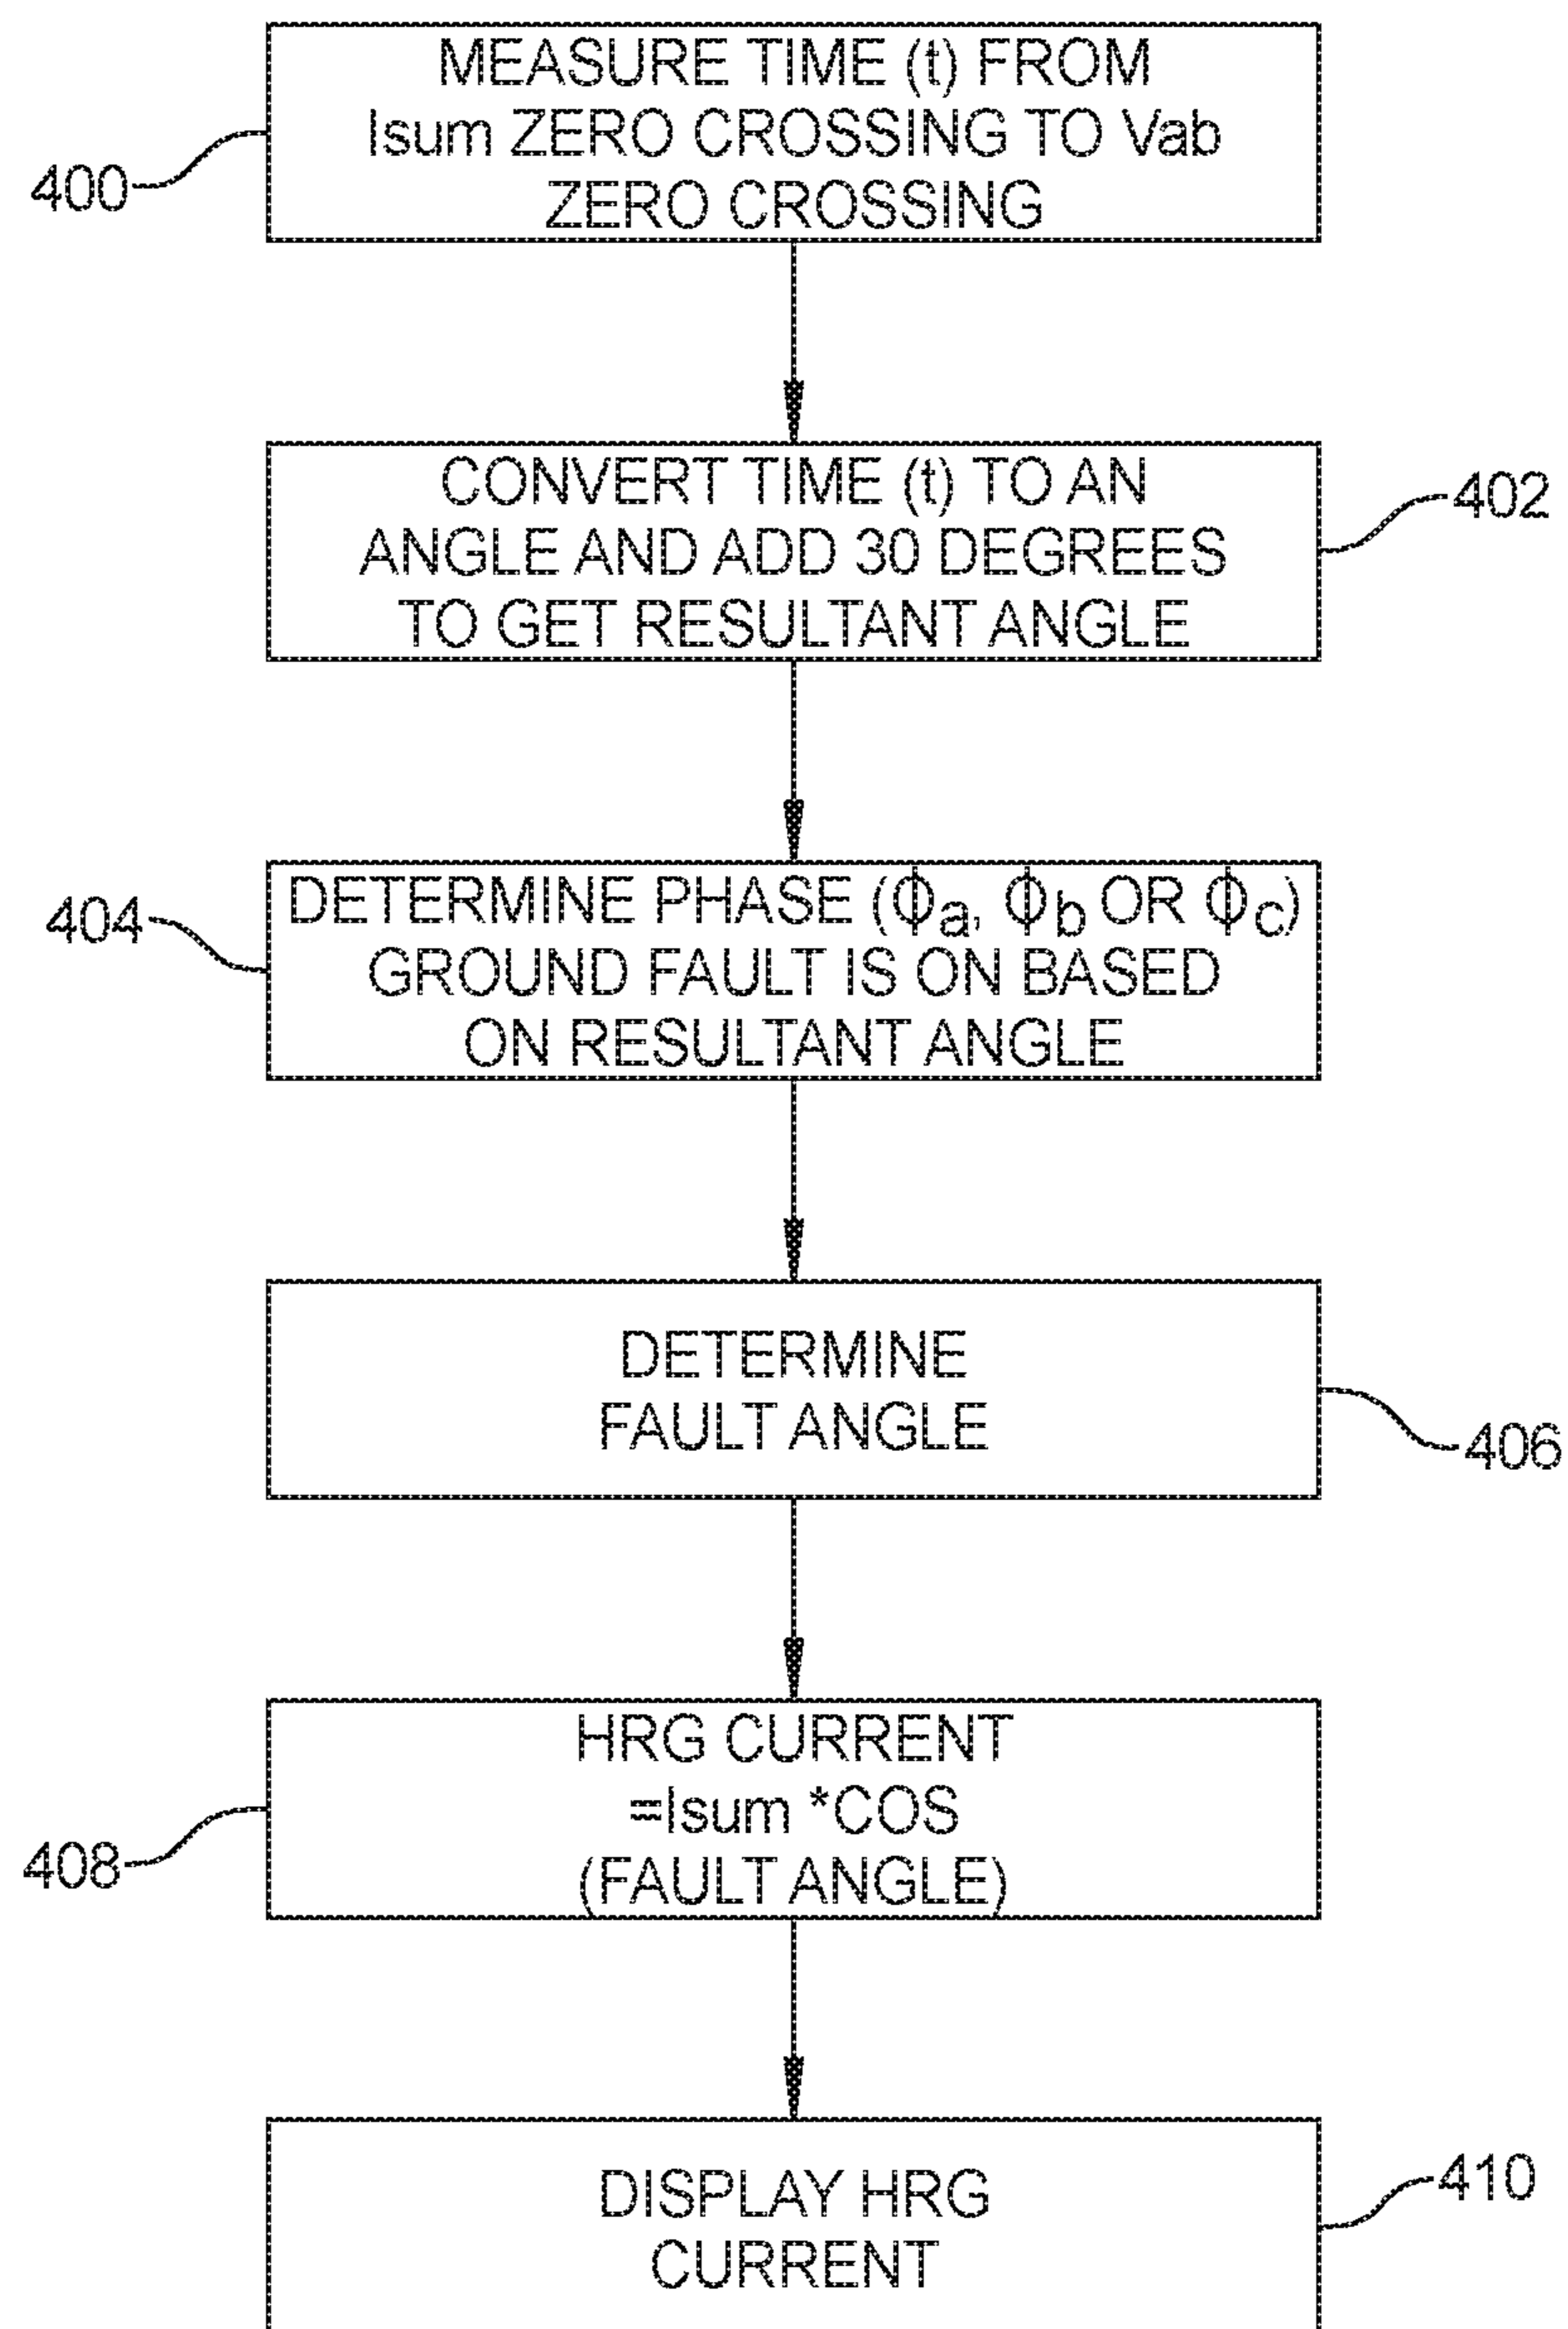 MEASURE TIME (t) FROM
Isum ZERO CROSSING TO Vab
ZERO CROSSING
400
CONVERT TIME (t) TO AN
ANGLE AND ADD 30 DEGREES
TO GET RESULTANT ANGLE
402
DETERMINE PHASE (Φa, Φb OR Φc)
GROUND FAULT IS ON BASED
ON RESULTANT ANGLE
404
DETERMINE
FAULT ANGLE
406
HRG CURRENT
=Isum *COS
(FAULT ANGLE)
408
DISPLAY HRG
CURRENT
410